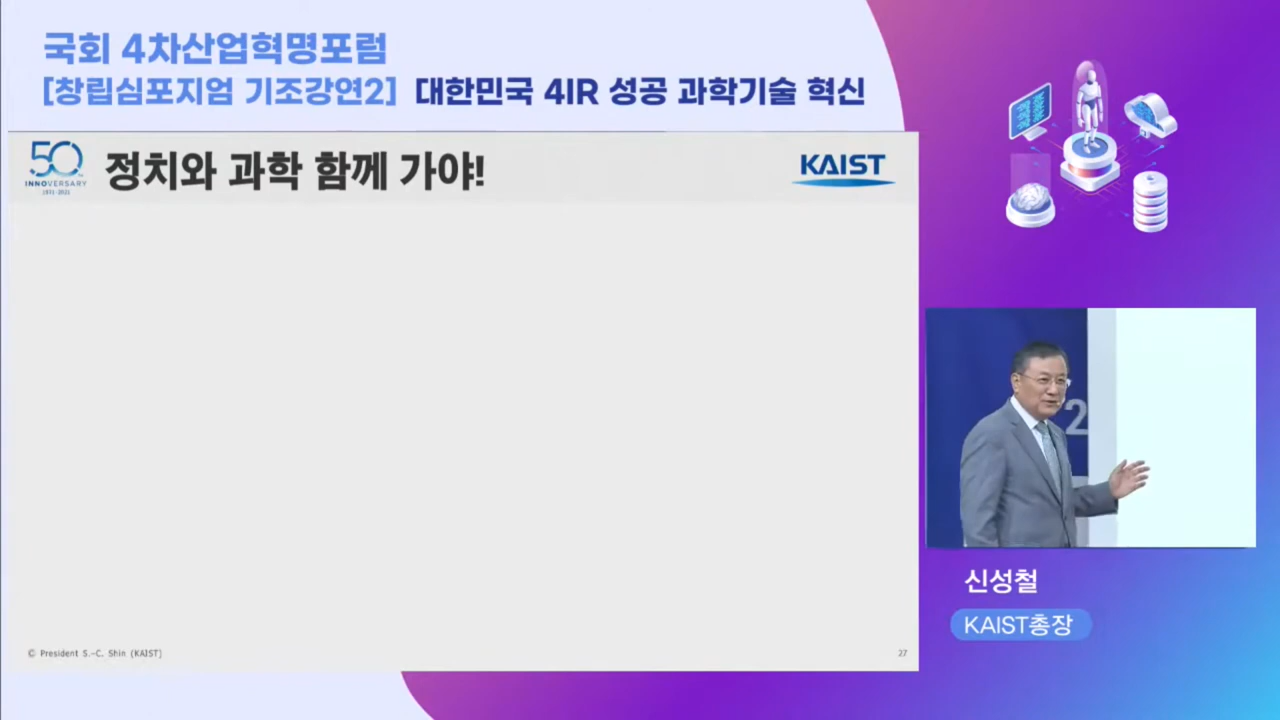 국회 4차산업혁명포럼
[창립심포지엄 기조강연2] 대한민국 4IR 성공 과학기술 혁신
50
INNOVERSARY
1971-2021
정치와 과학 함께 가야!
KAIST
2
신성철
KAIST총장
© President S.-C. Shin (KAIST)
27